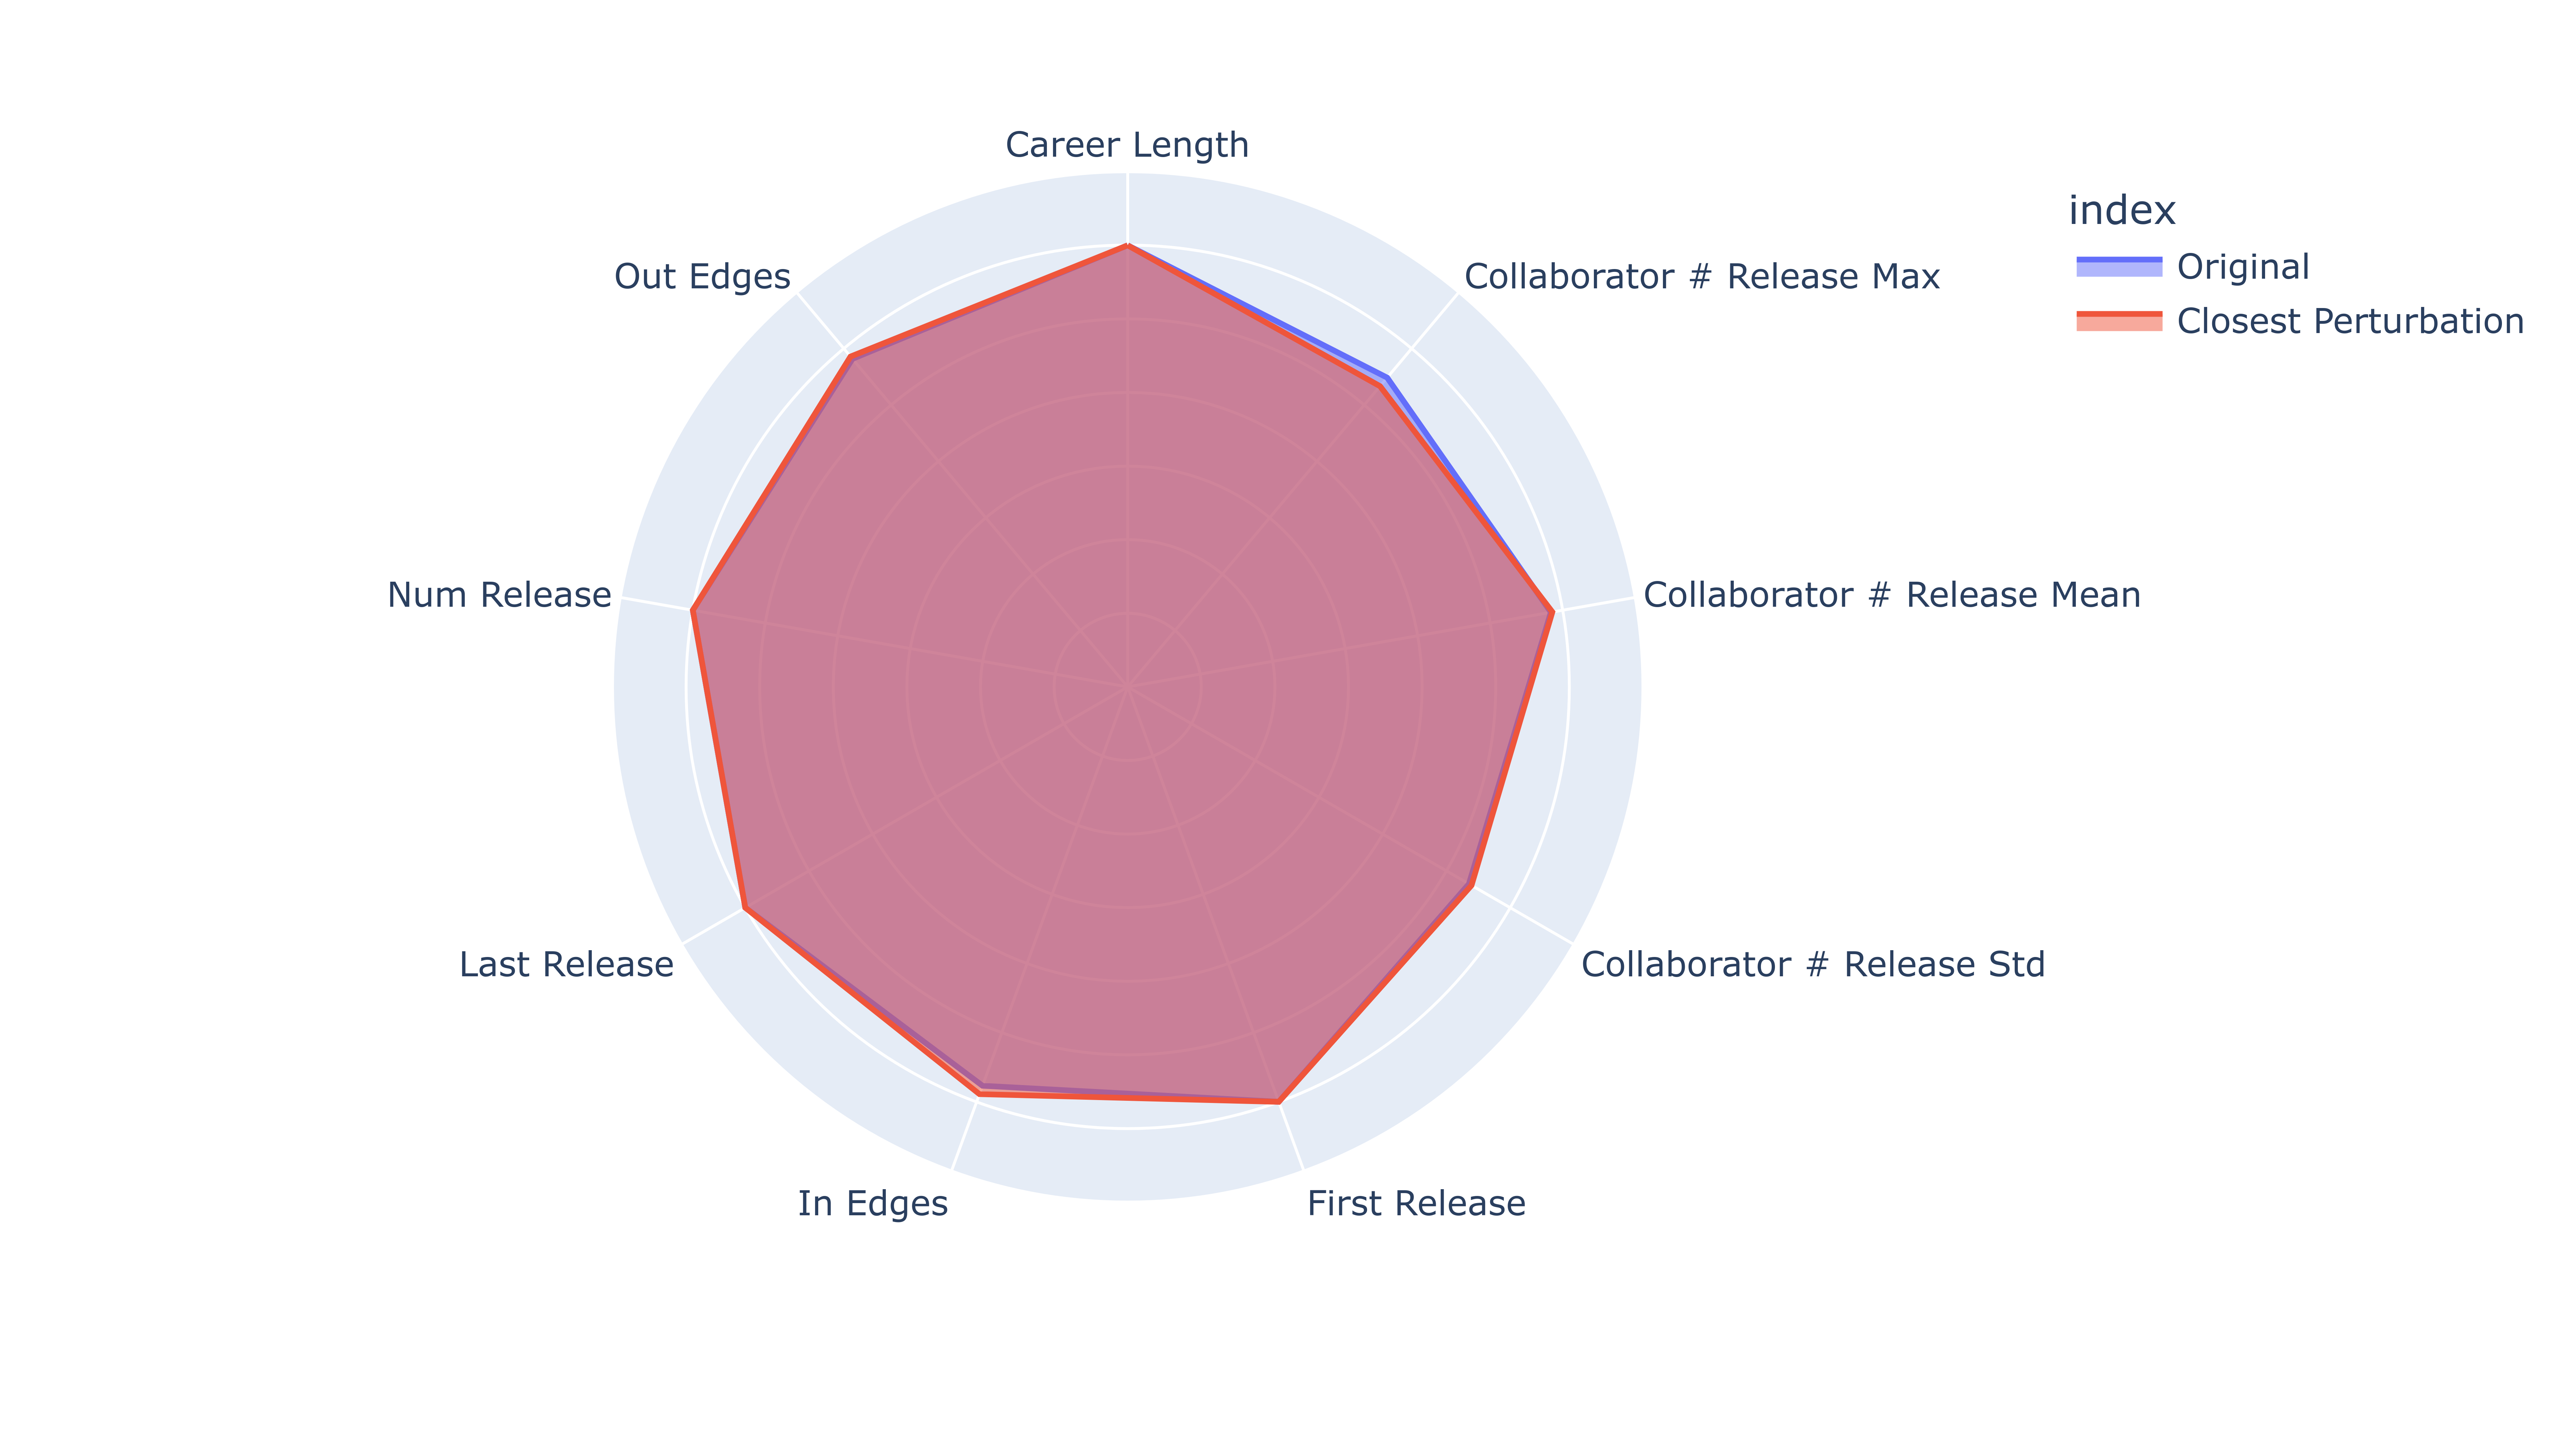 Career Length
Out Edges
Collaborator # Release Max
index
Original
Closest Perturbation
Num Release
Collaborator # Release Mean
Last Release
Collaborator # Release Std
In Edges
First Release